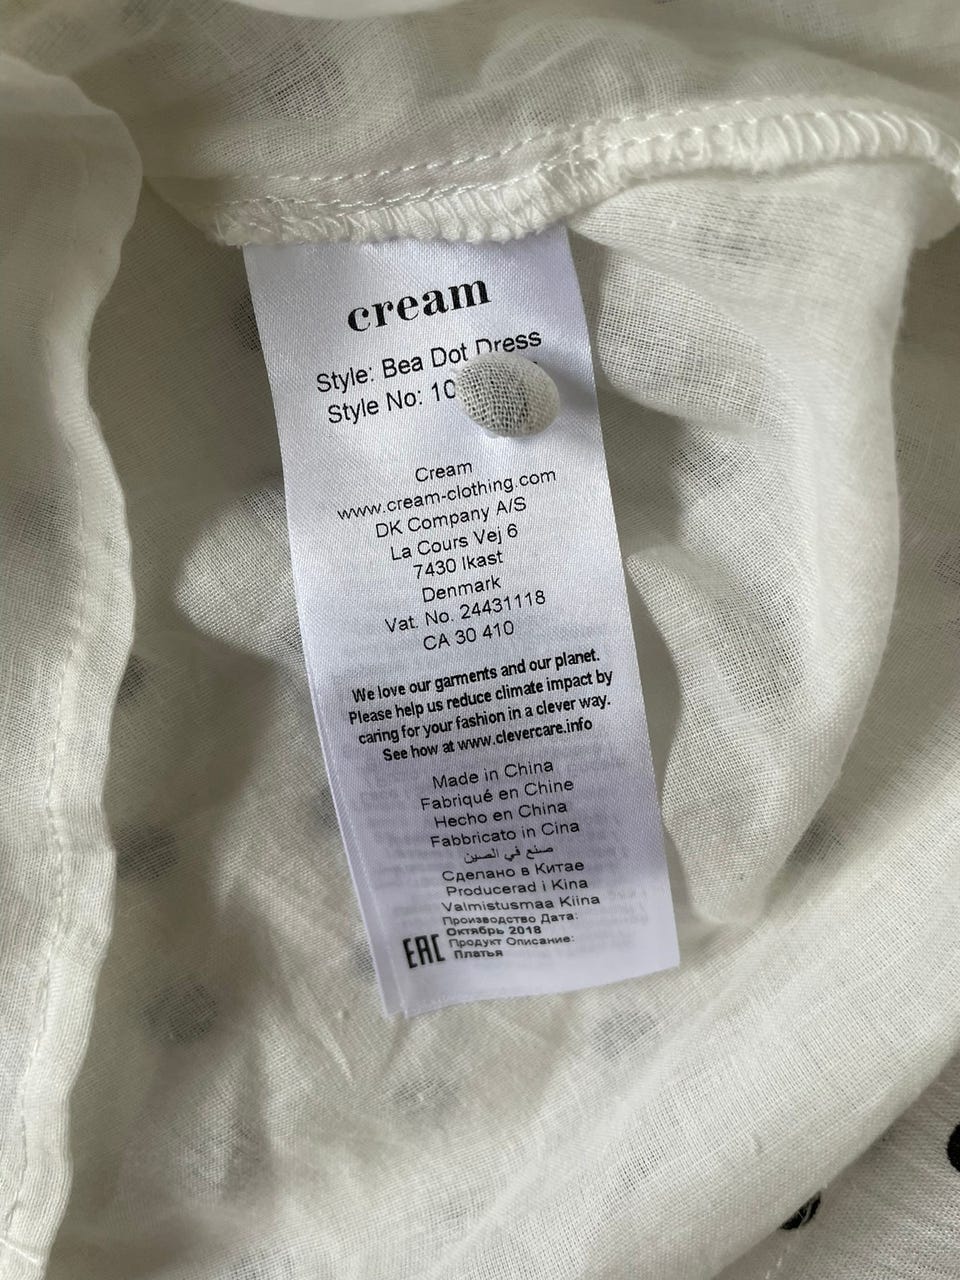 cream
Style: Bea Dot Dress
Style No: 10
Cream
www.cream-clothing.com
DK Company A/S
La Cours Vej 6
7430 Ikast
Denmark
Vat. No. 24431118
CA 30 410
We love our garments and our planet.
Please help us reduce climate impact by
caring for your fashion in a clever way.
See how at www.clevercare.info
Made in China
Fabriqué en Chine
Hecho en China
Fabbricato in Cina
صنع في الصين
Сделано в Китае
Producerad i Kina
Valmistusmaa Kiina
Производство Дата:
Октябрь 2018
Продукт Описание:
Платья
EAC